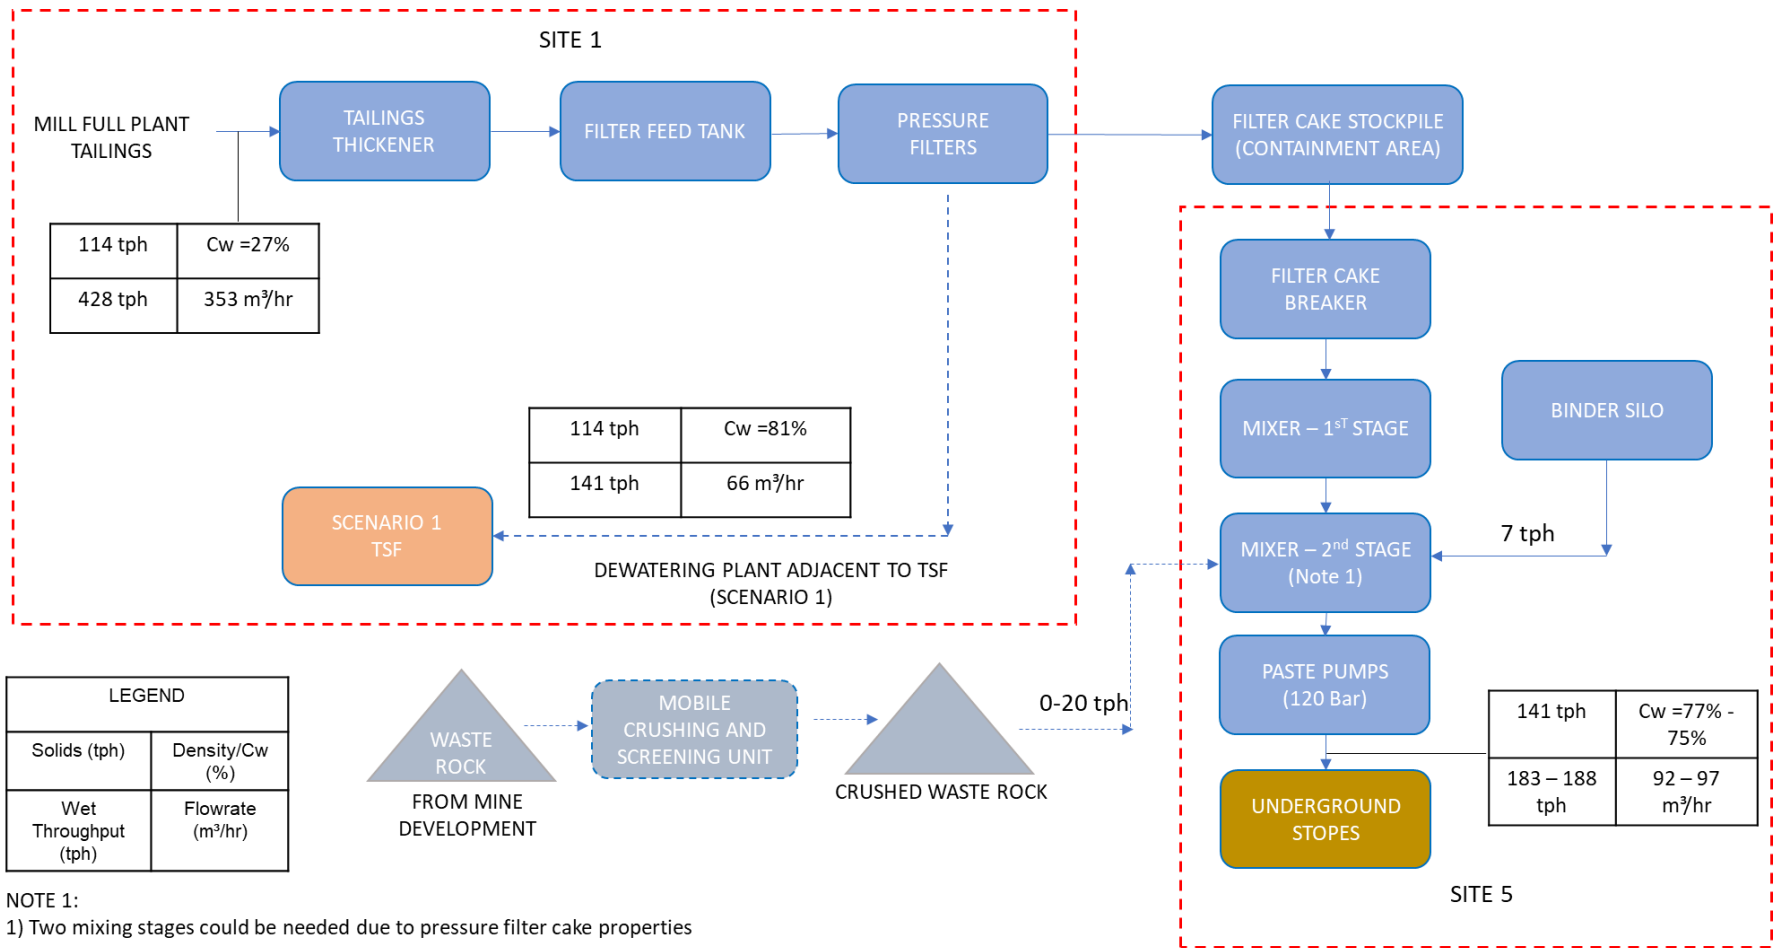 SITE 1
MILL FULL PLANT
TAILINGS
TAILINGS
THICKENER
FILTER FEED TANK
PRESSURE
FILTERS
FILTER CAKE STOCKPILE
(CONTAINMENT AREA)
114 tph
Cw =27%
428 tph
353 m³/hr
FILTER CAKE
BREAKER
MIXER – 1sT STAGE
BINDER SILO
114 tph
Cw =81%
141 tph
66 m³/hr
SCENARIO 1
TSF
DEWATERING PLANT ADJACENT TO TSF
(SCENARIO 1)
MIXER – 2nd STAGE
(Note 1)
7 tph
PASTE PUMPS
(120 Bar)
141 tph
Cw =77% -
75%
183 – 188
tph
92 – 97
m³/hr
UNDERGROUND
STOPES
SITE 5
LEGEND
Solids (tph)
Density/Cw
(%)
Wet
Throughput
(tph)
Flowrate
(m³/hr)
WASTE
ROCK
FROM MINE
DEVELOPMENT
MOBILE
CRUSHING AND
SCREENING UNIT
CRUSHED WASTE ROCK
0-20 tph
NOTE 1:
1) Two mixing stages could be needed due to pressure filter cake properties